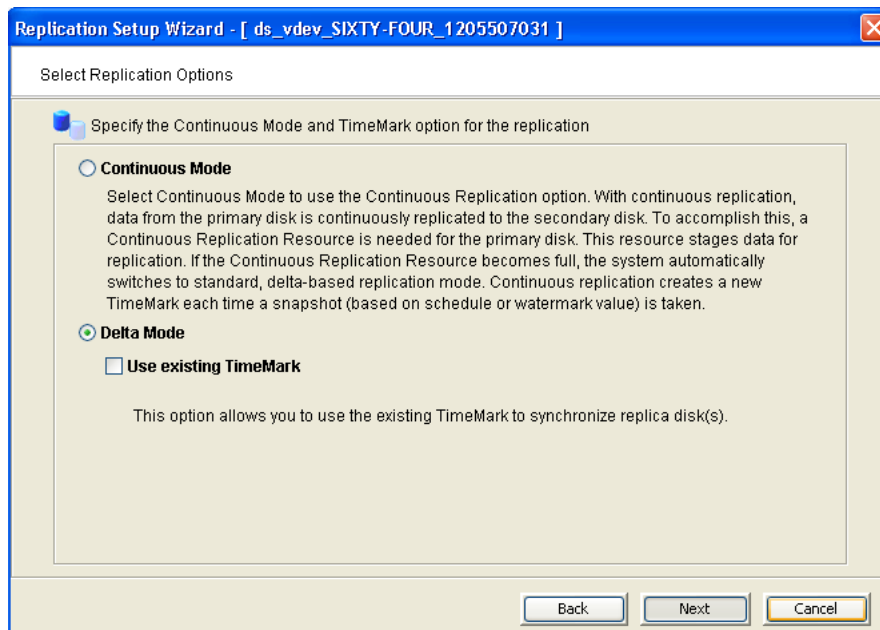 Replication Setup Wizard - [ ds_vdev_SIXTY-FOUR_1205507031 ]
Select Replication Options
Specify the Continuous Mode and TimeMark option for the replication
Continuous Mode
Select Continuous Mode to use the Continuous Replication option. With continuous replication,
data from the primary disk is continuously replicated to the secondary disk. To accomplish this, a
Continuous Replication Resource is needed for the primary disk. This resource stages data for
replication. If the Continuous Replication Resource becomes full, the system automatically
switches to standard, delta-based replication mode. Continuous replication creates a new
TimeMark each time a snapshot (based on schedule or watermark value) is taken.
Delta Mode
Use existing TimeMark
This option allows you to use the existing TimeMark to synchronize replica disk(s).
Back Next Cancel